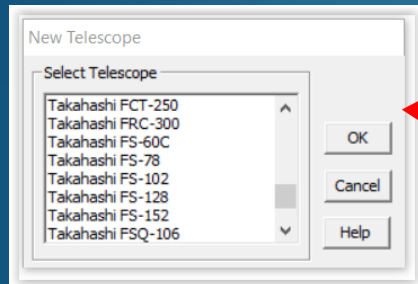 New Telescope
Select Telescope
Takahashi FCT-250
Takahashi FRC-300
Takahashi FS-60C
Takahashi FS-78
Takahashi FS-102
Takahashi FS-128
Takahashi FS-152
Takahashi FSQ-106
OK
Cancel
Help